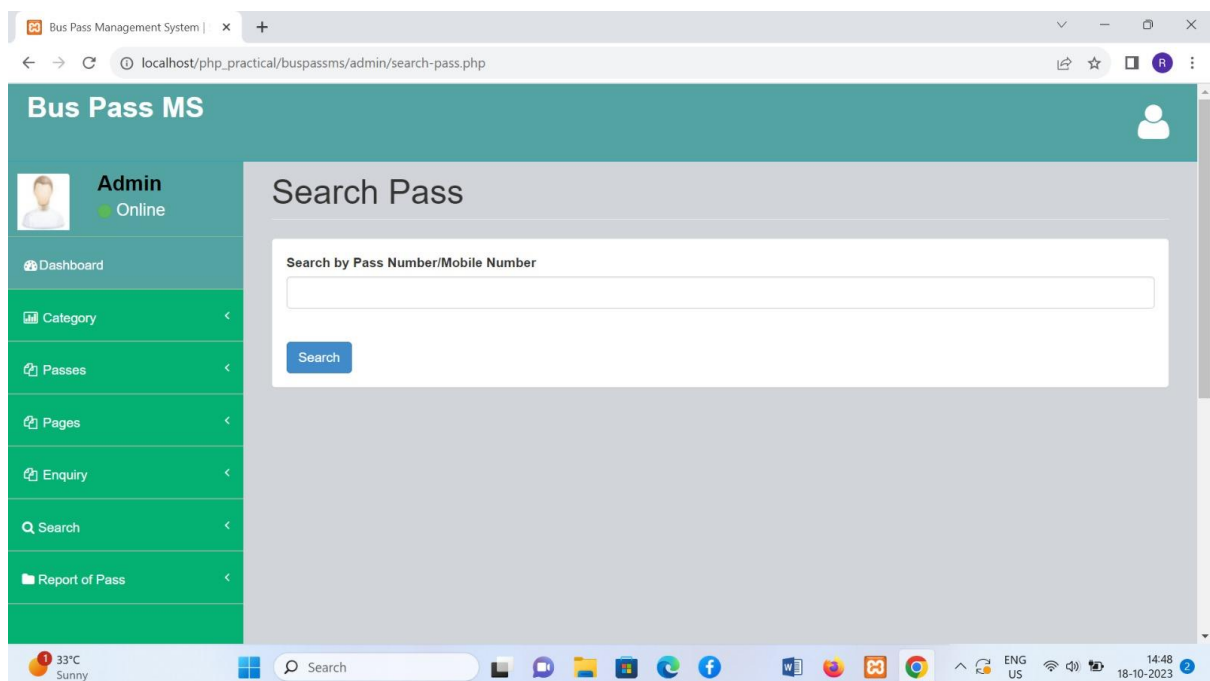 Bus Pass Management System |
localhost/php_practical/buspassms/admin/search-pass.php
R
Bus Pass MS
Admin
Online
Dashboard
Category
Passes
Pages
Enquiry
Search
Report of Pass
Search Pass
Search by Pass Number/Mobile Number
Search
1
33°C
Sunny
Search
ENG
US
14:48
18-10-2023
2